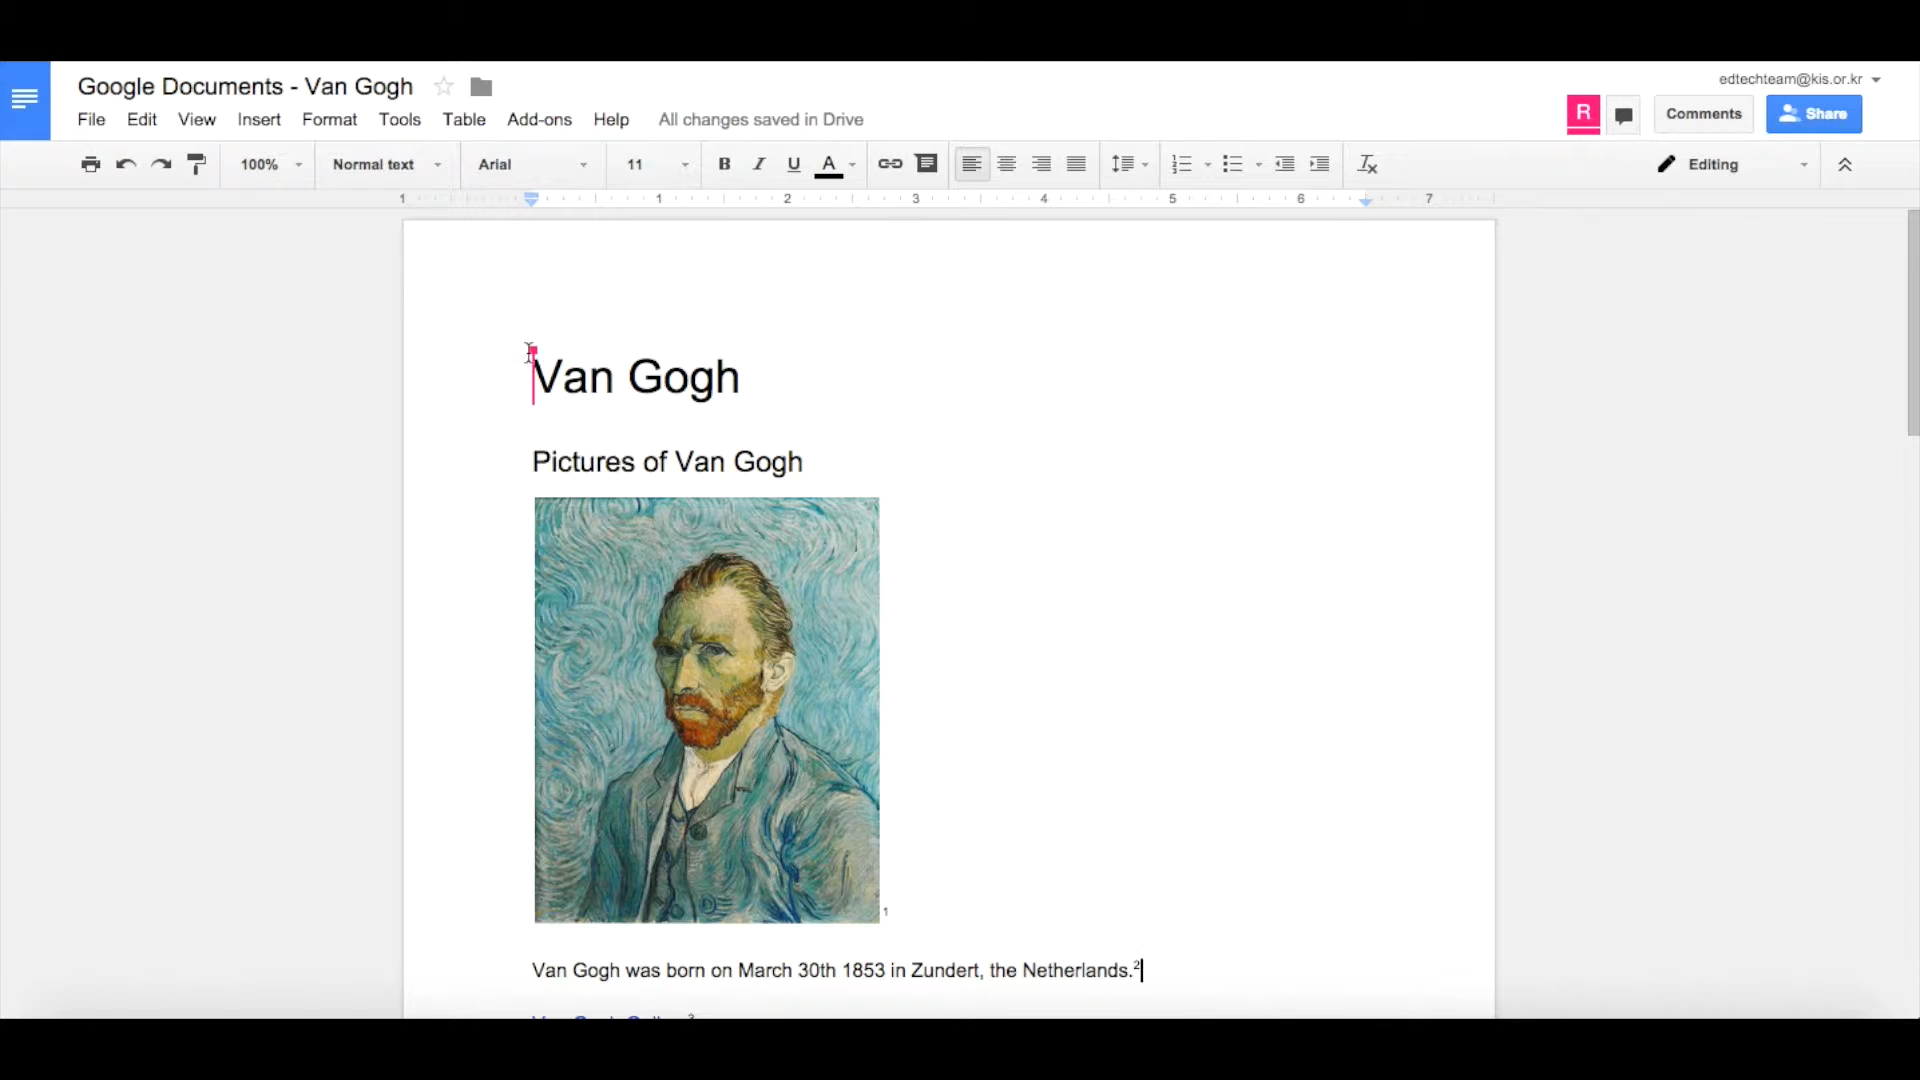 Google Documents - Van Gogh
edtechteam@kis.or.kr
File Edit View Insert Format Tools Table Add-ons Help All changes saved in Drive
R Comments Share
100% Normal text Arial 11 B I U A Editing
1 1 2 3 4 5 6 7
Van Gogh
Pictures of Van Gogh
1
Van Gogh was born on March 30th 1853 in Zundert, the Netherlands.2